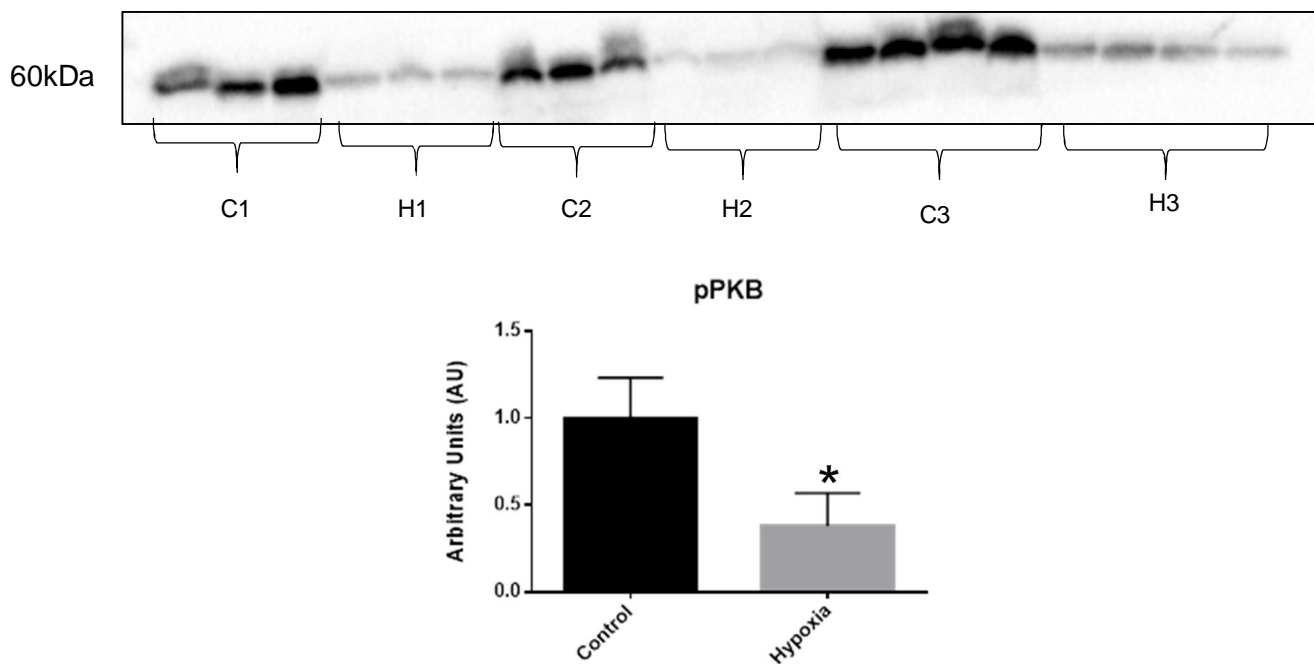 60kDa
C1 H1 C2 H2 C3 H3
pPKB
Arbitrary Units (AU)
1.5
1.0
0.5
0.0
*
Control
Hypoxia